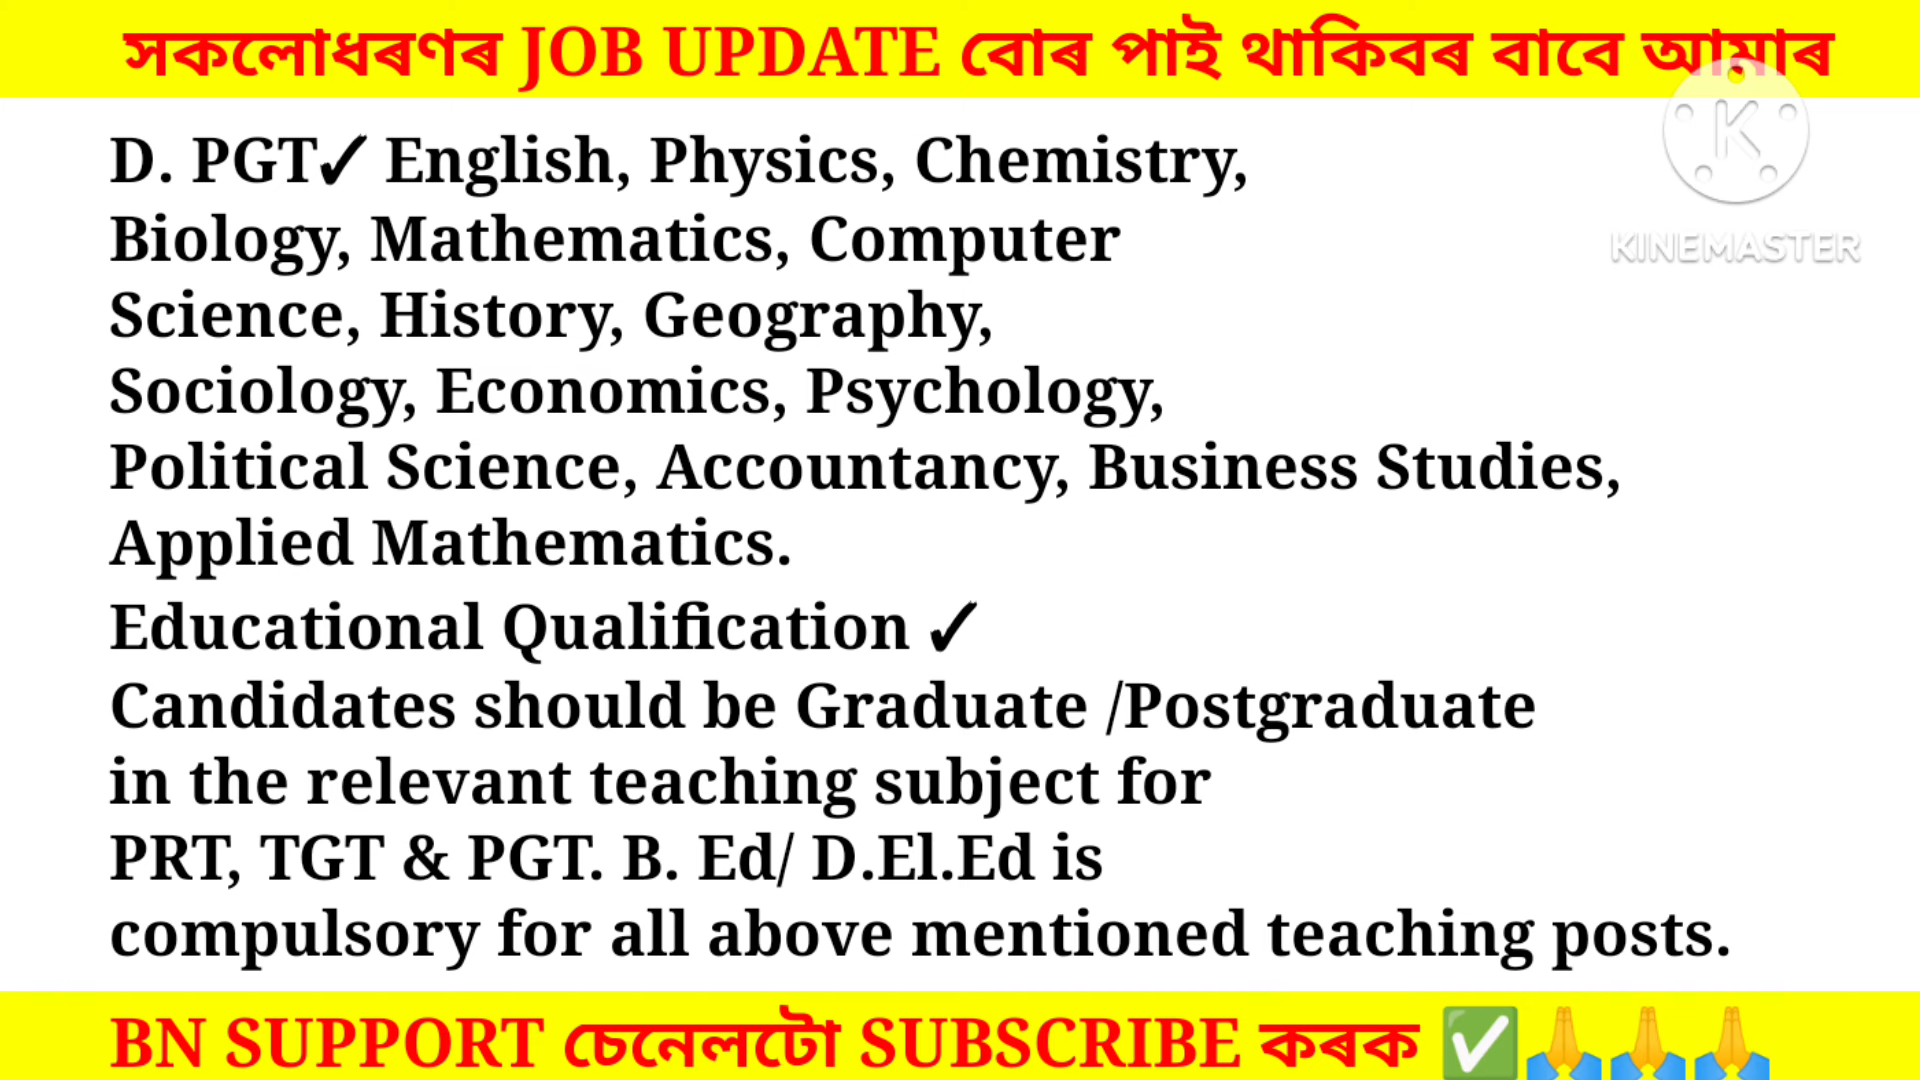 সকলোধৰণৰ JOB UPDATE বোৰ পাই থাকিবৰ বাবে আমাৰ
D. PGT✓ English, Physics, Chemistry,
Biology, Mathematics, Computer
Science, History, Geography,
Sociology, Economics, Psychology,
Political Science, Accountancy, Business Studies,
Applied Mathematics.
Educational Qualification ✓
Candidates should be Graduate /Postgraduate
in the relevant teaching subject for
PRT, TGT & PGT. B. Ed/ D.El.Ed is
compulsory for all above mentioned teaching posts.
BN SUPPORT চেনেলটো SUBSCRIBE কৰক ✅🙏🙏🙏
K
KINEMASTER